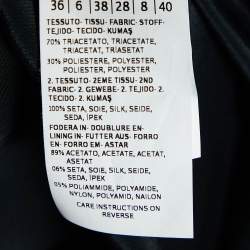 36 6 38 28 8 40
TESSUTO-TISSU-FABRIC-STOFF-
TEJIDO-TECIDO-KUMAŞ
70% TRIACETATO, TRIACETATE,
TRIACETATO, TRIASETAT
30% POLIESTERE, POLYESTER,
POLYESTER
2. TESSUTO-2EME TISSU-2ND
FABRIC-2. GEWEBE-2. TEJIDO-2.
TECIDO-2. KUMAŞ
100% SETA, SOIE, SILK, SEIDE,
SEDA, İPEK
FODERA IN-DOUBLURE EN-
LINING IN-FUTTER AUS-FORRO
EN-FORRO EM-ASTAR
89% ACETATO, ACETATE, ACETAT,
ASETAT
06% SETA, SOIE, SILK, SEIDE,
SEDA, İPEK
05% POLIAMMIDE, POLYAMIDE,
NYLON, POLYAMID, NAILON
CARE INSTRUCTIONS ON
REVERSE